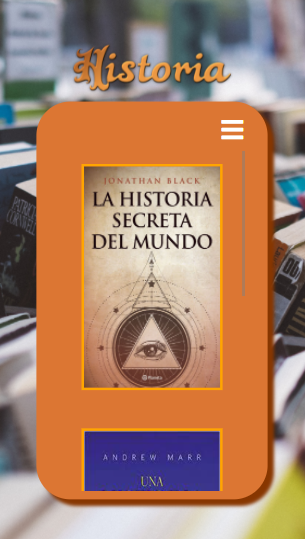 Historia
JONATHAN BLACK
LA HISTORIA
SECRETA
DEL MUNDO
Planeta
ANDREW MARR
UNA